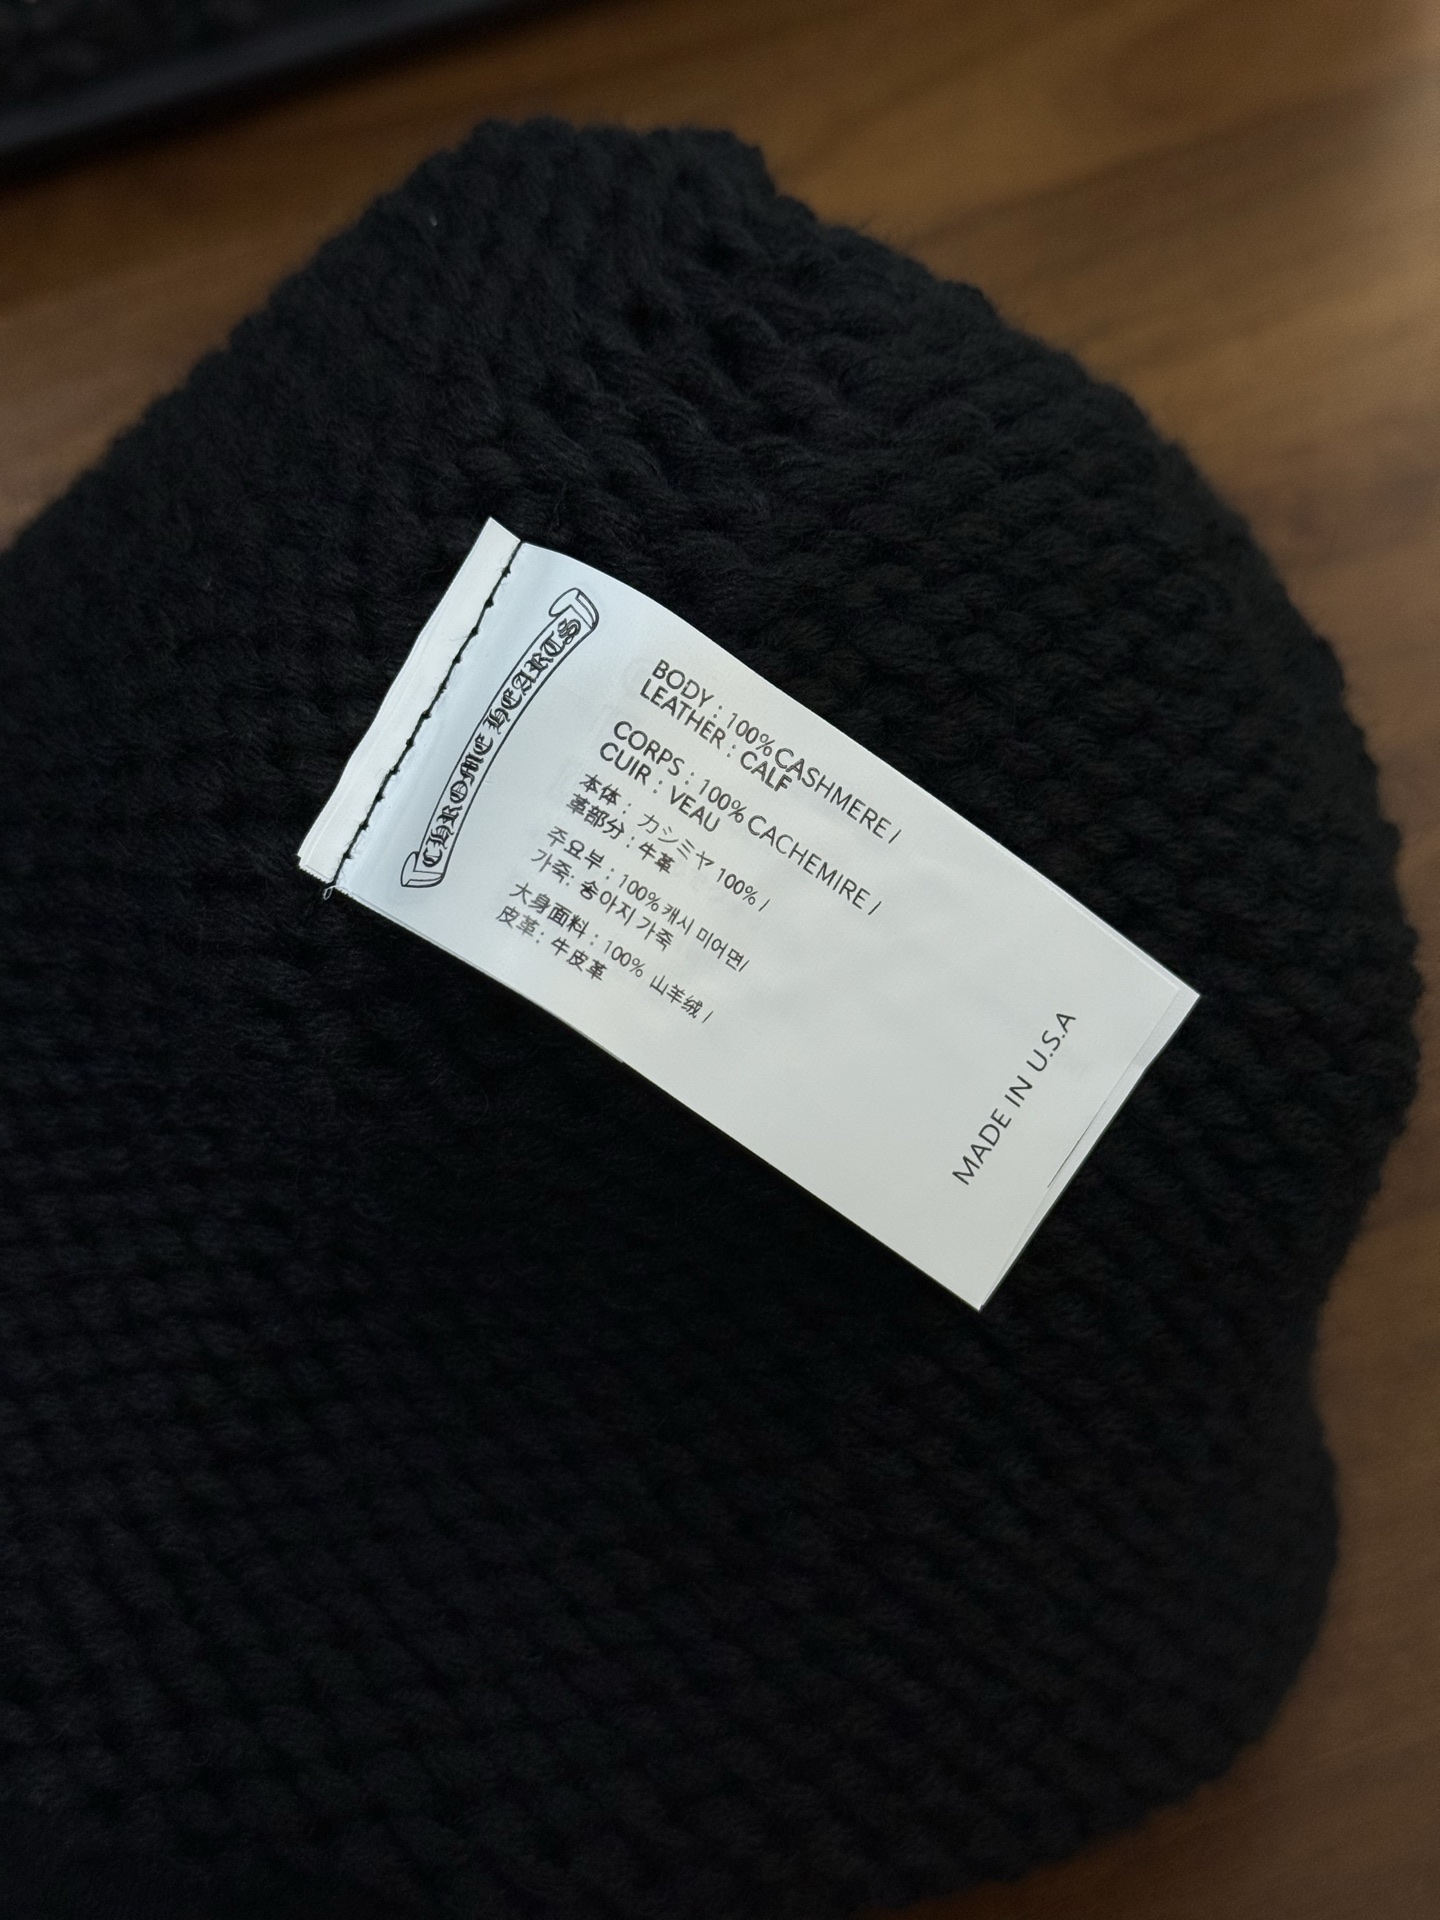 CHROME HEARTS
BODY : 100% CASHMERE /
LEATHER : CALF
CORPS : 100% CACHEMIRE /
CUIR : VEAU
本体 : カシミヤ 100% /
革部分 : 牛革
주요부 : 100% 캐시 미어면/
가죽: 송아지 가죽
大身面料 : 100% 山羊绒 /
皮革: 牛皮革
MADE IN U.S.A